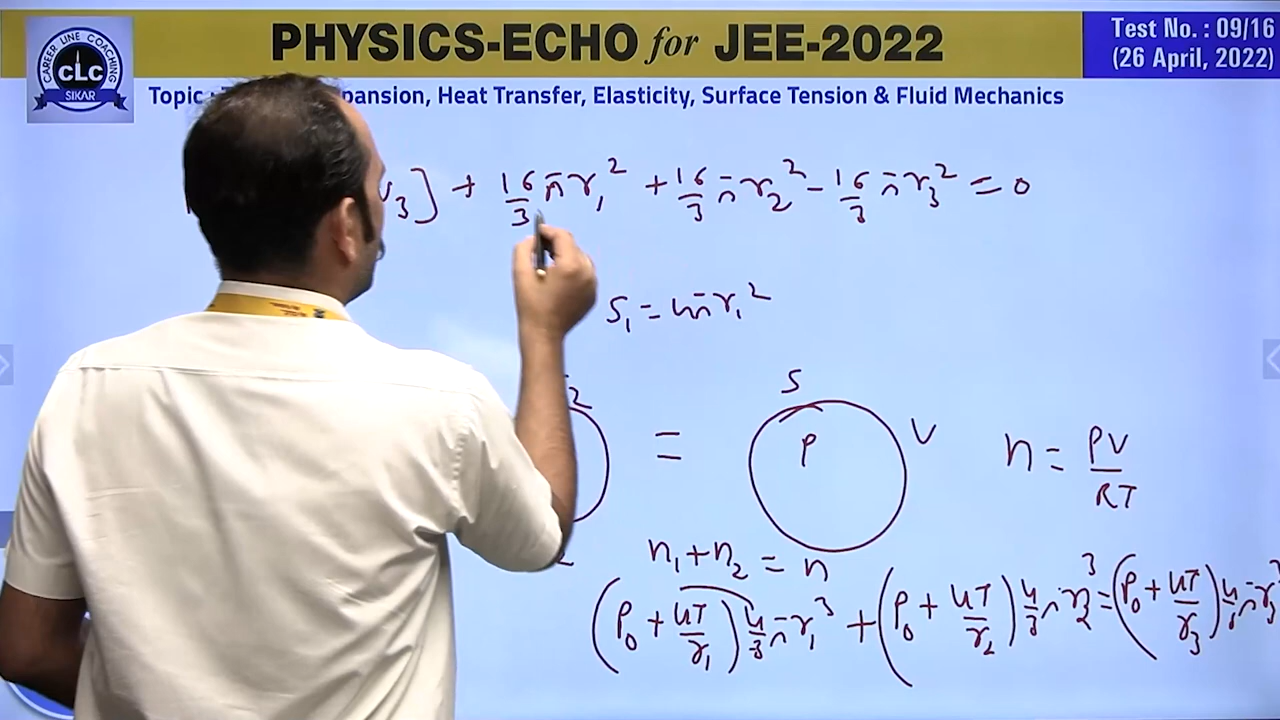 PHYSICS-ECHO for JEE-2022
Test No. : 09/16
(26 April, 2022)
CAREER LINE COACHING
CLC
SIKAR
Topic : Expansion, Heat Transfer, Elasticity, Surface Tension & Fluid Mechanics
V₃] + 16/3 πr₁² + 16/3 πr₂² - 16/3 πr₃² = 0
S₁ = 4πr₁²
S
=
P
V
n = PV/RT
n₁ + n₂ = n
(P₀ + 4T/r₁) 4/3 πr₁³ + (P₀ + 4T/r₂) 4/3 πr₂³ = (P₀ + 4T/r₃) 4/3 πr₃³